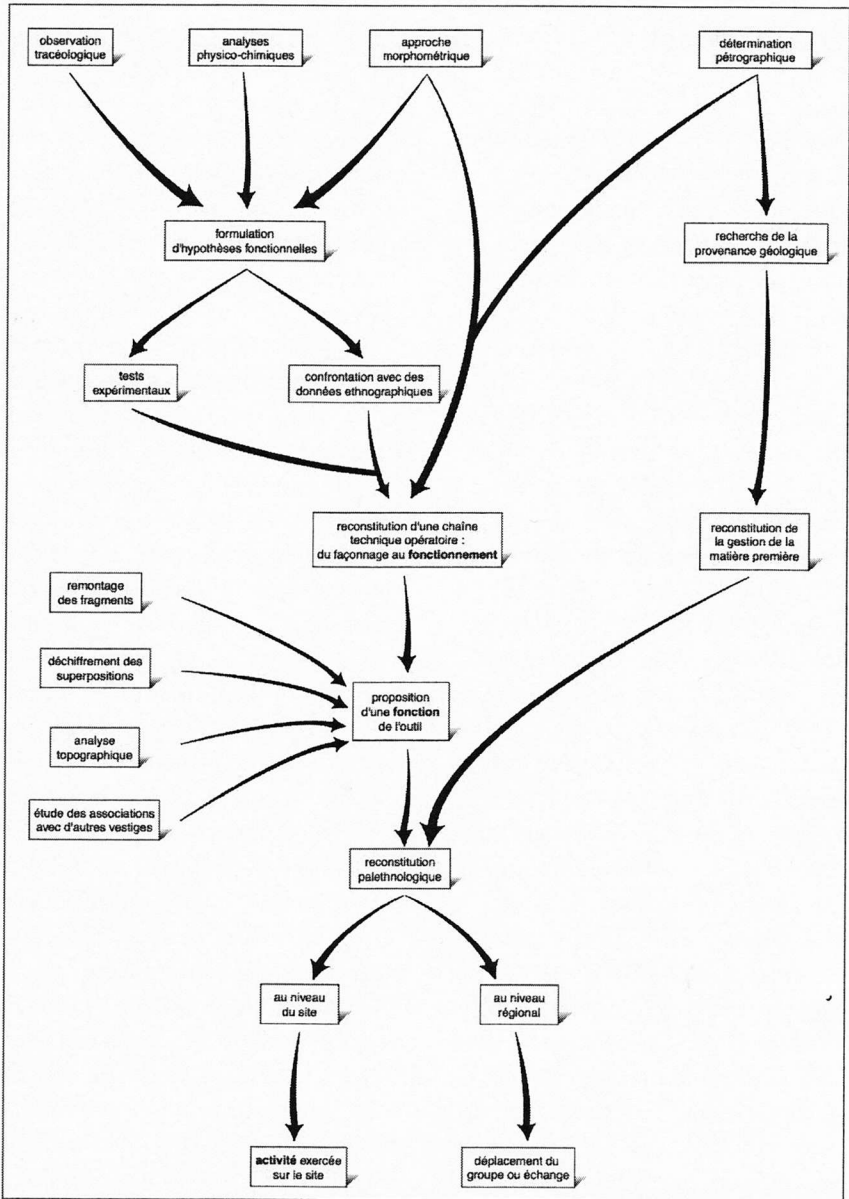 observation
tracéologique
analyses
physico-chimiques
approche
morphométrique
détermination
pétrographique
formulation
d'hypothèses fonctionnelles
recherche de la
provenance géologique
tests
expérimentaux
confrontation avec des
données ethnographiques
reconstitution d'une chaîne
technique opératoire :
du façonnage au fonctionnement
reconstitution de
la gestion de la
matière première
remontage
des fragments
déchiffrement des
superpositions
proposition
d'une fonction
de l'outil
analyse
topographique
étude des associations
avec d'autres vestiges
reconstitution
palethnologique
au niveau
du site
au niveau
régional
activité exercée
sur le site
déplacement du
groupe ou échange